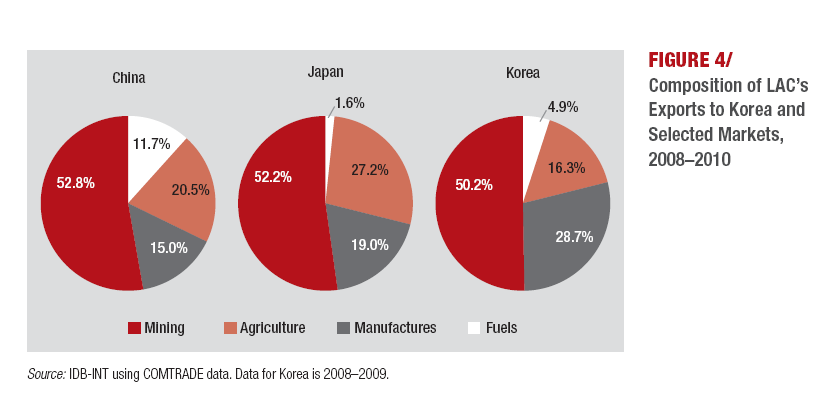 China
11.7%
20.5%
15.0%
52.8%
Japan
1.6%
27.2%
19.0%
52.2%
Korea
4.9%
16.3%
28.7%
50.2%
Mining
Agriculture
Manufactures
Fuels
FIGURE 4/
Composition of LAC’s
Exports to Korea and
Selected Markets,
2008–2010
Source: IDB-INT using COMTRADE data. Data for Korea is 2008–2009.